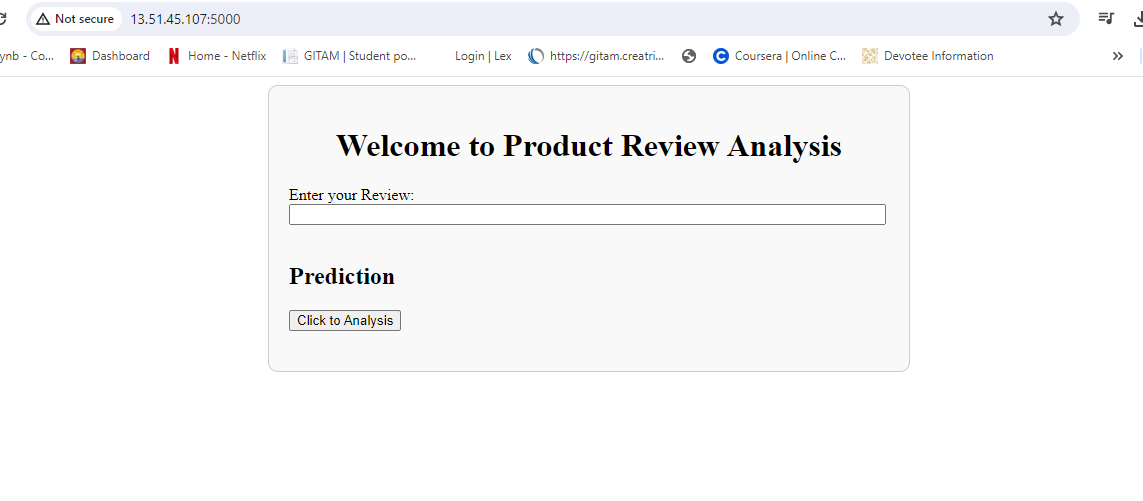 Not secure 13.51.45.107:5000
ynb - Co... Dashboard Home - Netflix GITAM | Student po... Login | Lex https://gitam.creatri... Coursera | Online C... Devotee Information
Welcome to Product Review Analysis
Enter your Review:
Prediction
Click to Analysis